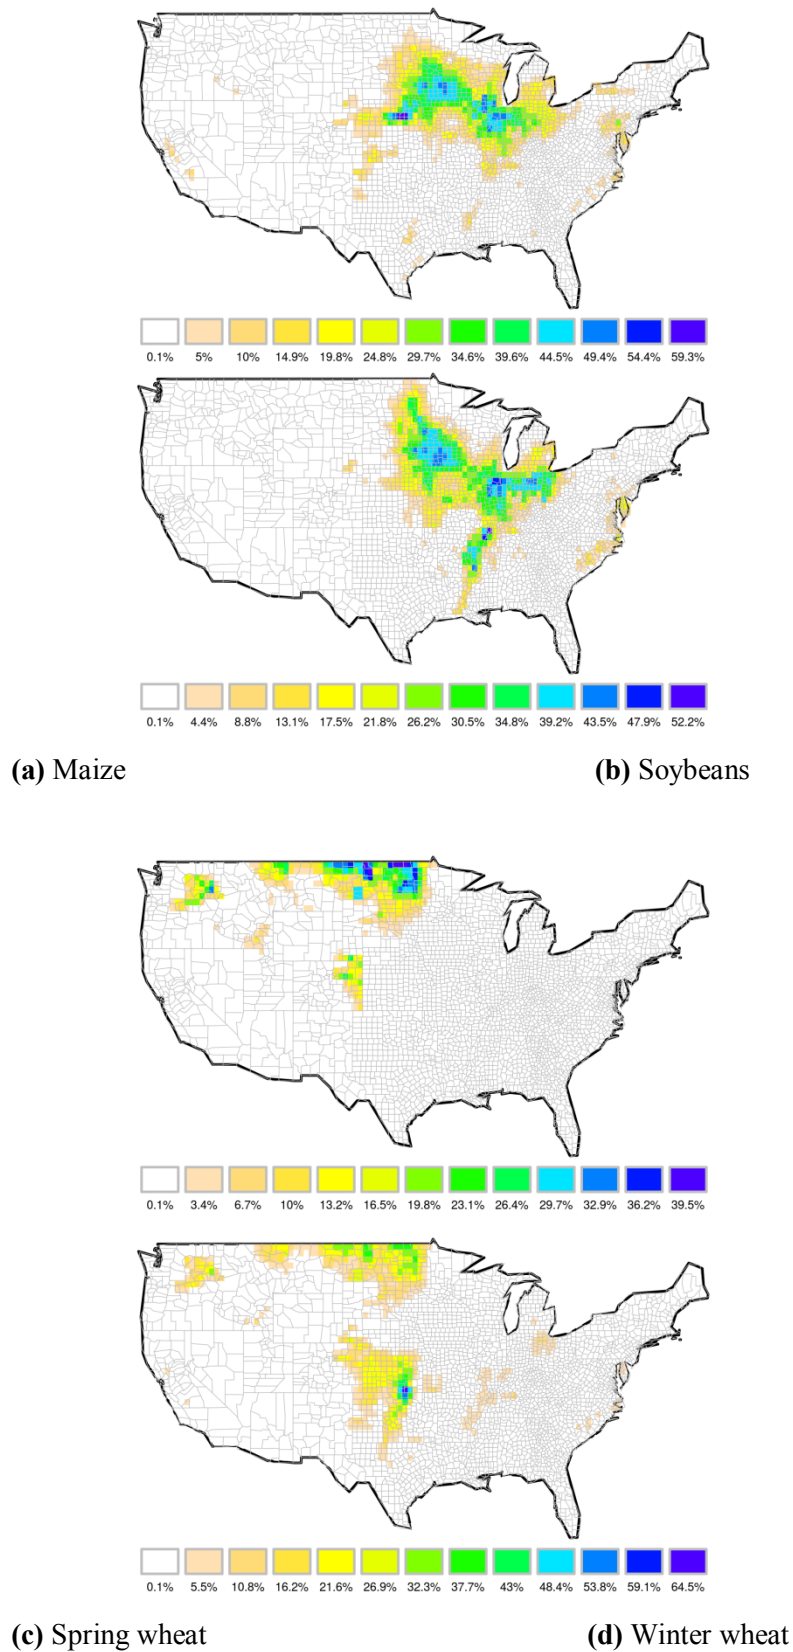 0.1% 5% 10% 14.9% 19.8% 24.8% 29.7% 34.6% 39.6% 44.5% 49.4% 54.4% 59.3%
0.1% 4.4% 8.8% 13.1% 17.5% 21.8% 26.2% 30.5% 34.8% 39.2% 43.5% 47.9% 52.2%
(a) Maize (b) Soybeans
0.1% 3.4% 6.7% 10% 13.2% 16.5% 19.8% 23.1% 26.4% 29.7% 32.9% 36.2% 39.5%
0.1% 5.5% 10.8% 16.2% 21.6% 26.9% 32.3% 37.7% 43% 48.4% 53.8% 59.1% 64.5%
(c) Spring wheat (d) Winter wheat